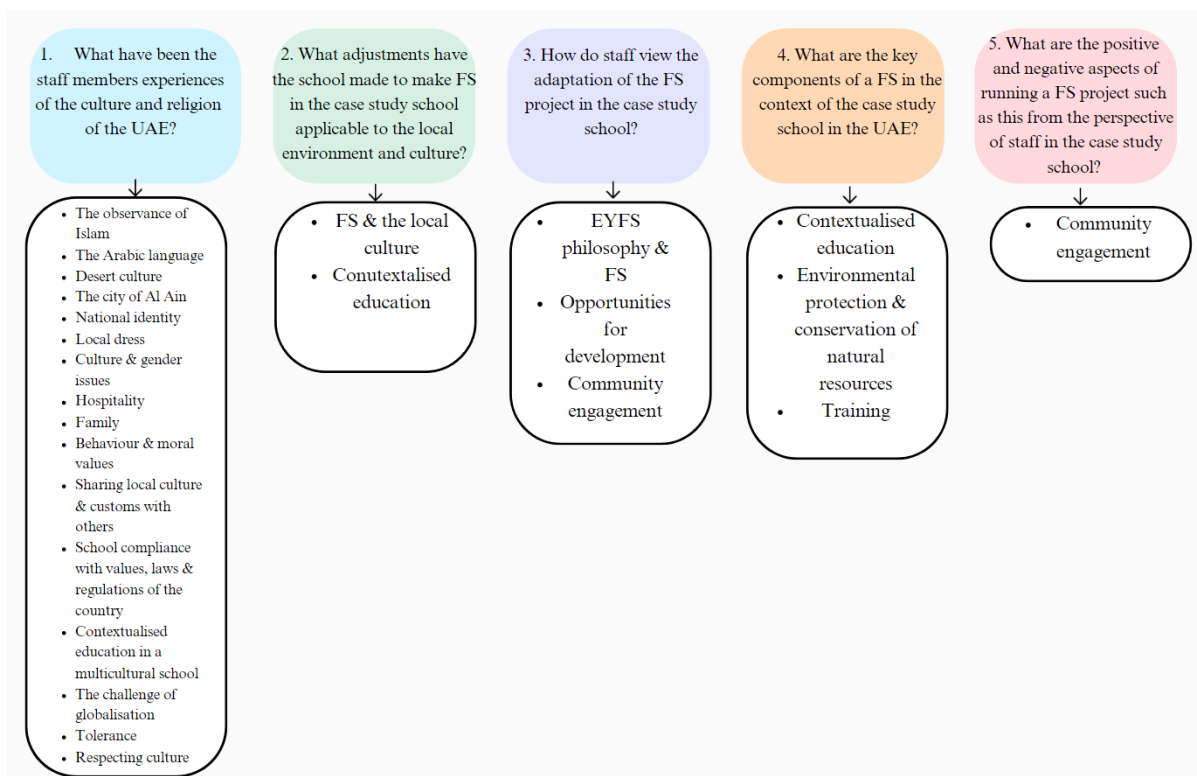 1. What have been the
staff members experiences
of the culture and religion
of the UAE?
• The observance of
Islam
• The Arabic language
• Desert culture
• The city of Al Ain
• National identity
• Local dress
• Culture & gender
issues
• Hospitality
• Family
• Behaviour & moral
values
• Sharing local culture
& customs with
others
• School compliance
with values, laws &
regulations of the
country
• Contextualised
education in a
multicultural school
• The challenge of
globalisation
• Tolerance
• Respecting culture
2. What adjustments have
the school made to make FS
in the case study school
applicable to the local
environment and culture?
• FS & the local
culture
• Conutextalised
education
3. How do staff view the
adaptation of the FS
project in the case study
school?
• EYFS
philosophy &
FS
• Opportunities
for
development
• Community
engagement
4. What are the key
components of a FS in the
context of the case study
school in the UAE?
• Contextualised
education
• Environmental
protection &
conservation of
natural
resources
• Training
5. What are the positive
and negative aspects of
running a FS project such
as this from the perspective
of staff in the case study
school?
• Community
engagement